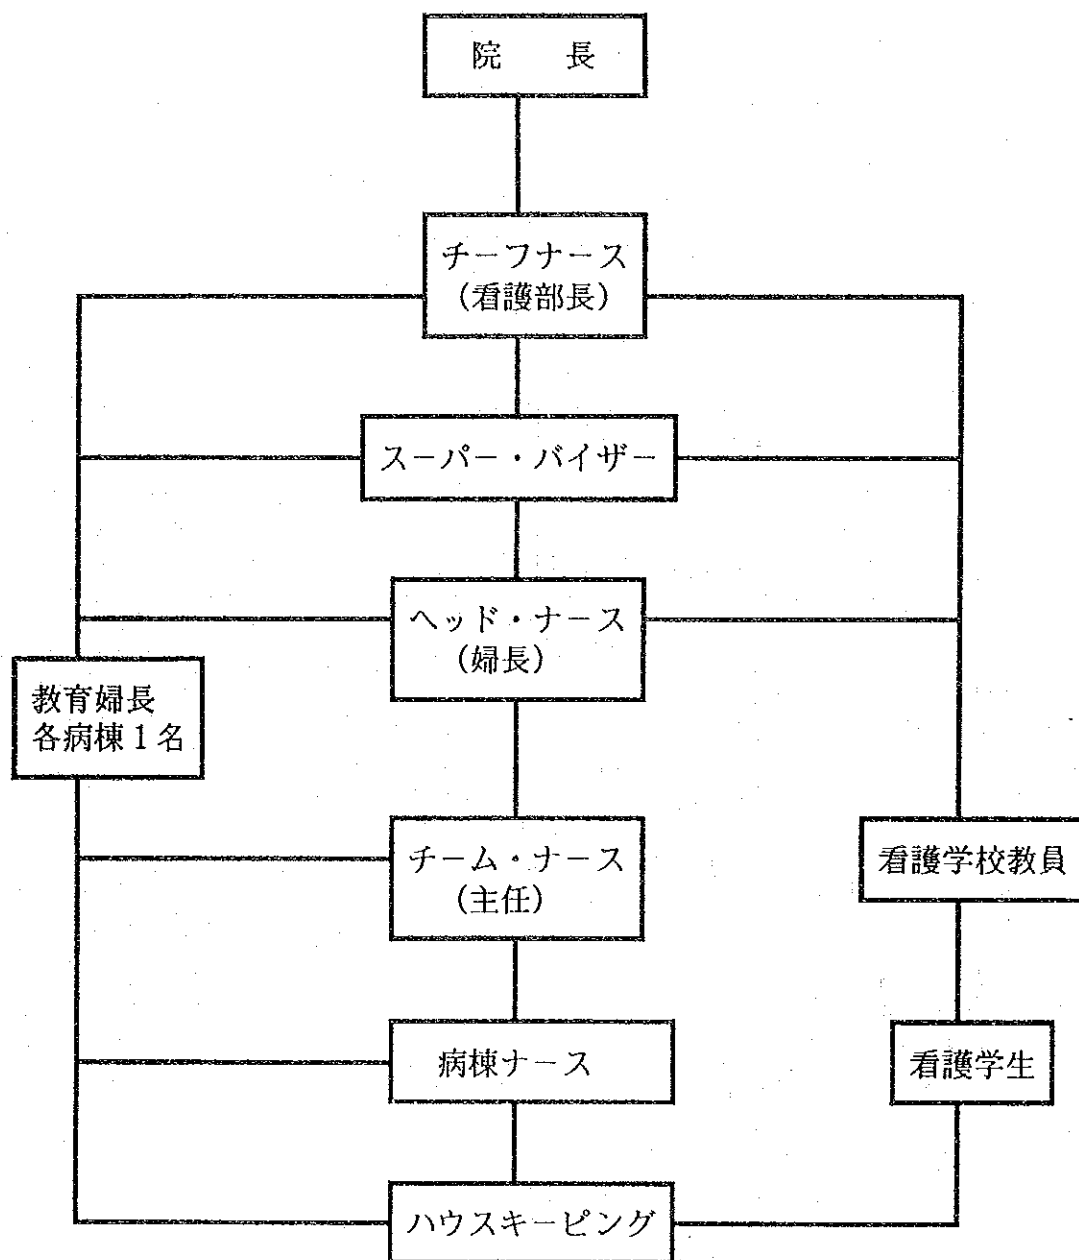 院　　長
チーフナース
(看護部長)
スーパー・バイザー
ヘッド・ナース
(婦長)
教育婦長
各病棟1名
チーム・ナース
(主任)
看護学校教員
病棟ナース
看護学生
ハウスキーピング